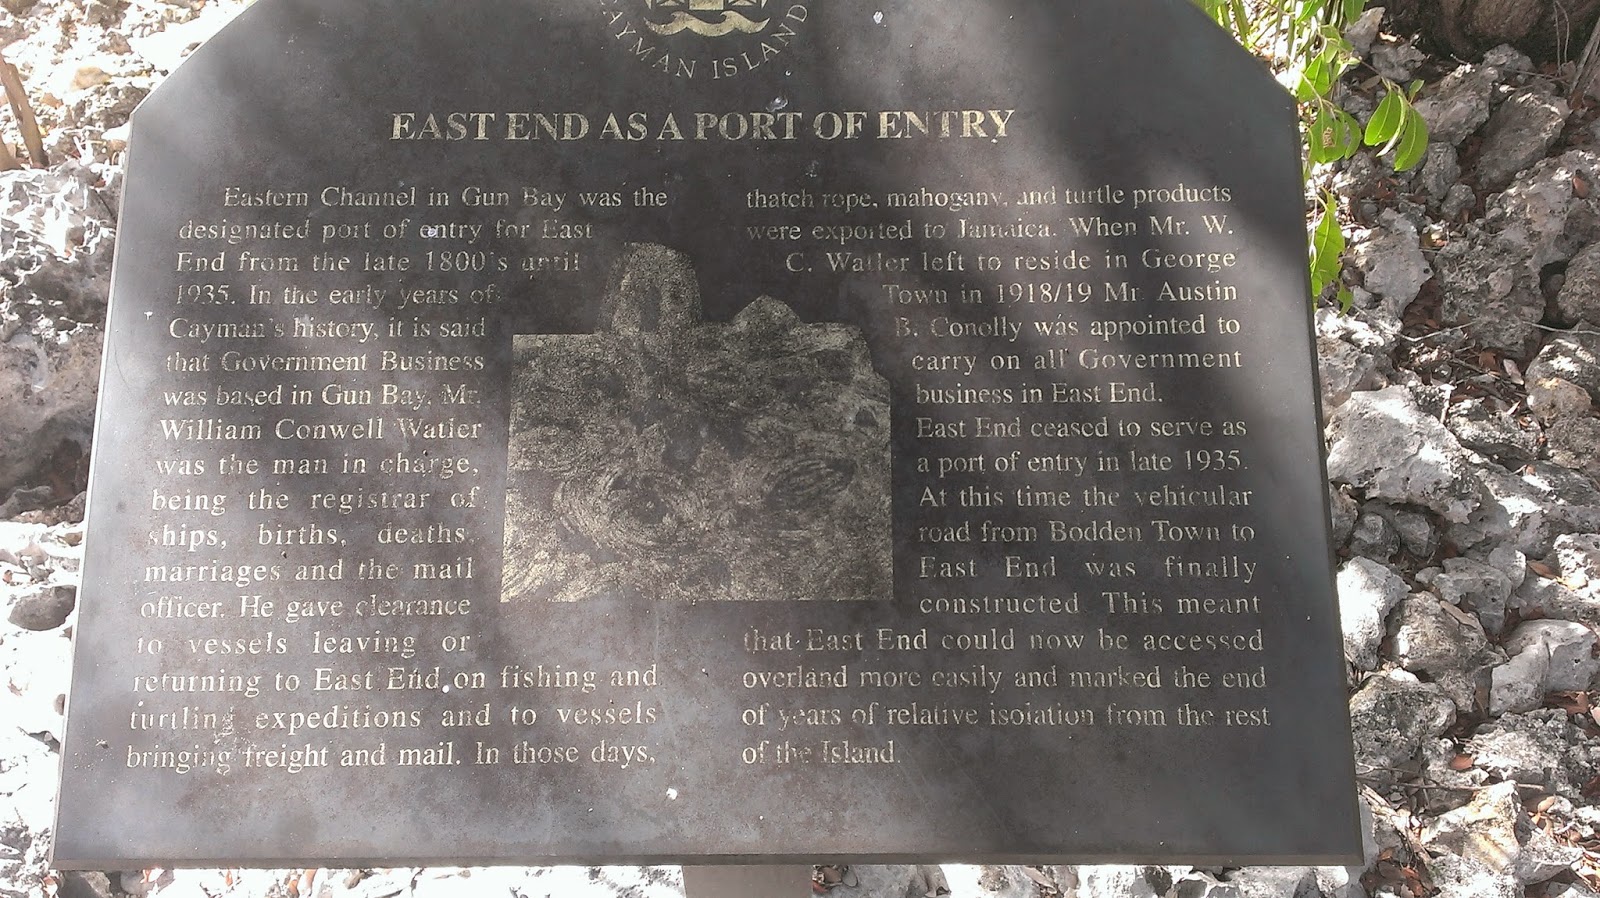 CAYMAN ISLAND
EAST END AS A PORT OF ENTRY
Eastern Channel in Gun Bay was the
designated port of entry for East
End from the late 1800's until
1935. In the early years of
Cayman's history, it is said
that Government Business
was based in Gun Bay. Mr.
William Conwell Watler
was the man in charge,
being the registrar of
ships, births, deaths,
marriages and the mail
officer. He gave clearance
to vessels leaving or
returning to East End on fishing and
turtling expeditions and to vessels
bringing freight and mail. In those days,
thatch rope, mahogany, and turtle products
were exported to Jamaica. When Mr. W.
C. Watler left to reside in George
Town in 1918/19 Mr. Austin
B. Conolly was appointed to
carry on all Government
business in East End.
East End ceased to serve as
a port of entry in late 1935.
At this time the vehicular
road from Bodden Town to
East End was finally
constructed. This meant
that East End could now be accessed
overland more easily and marked the end
of years of relative isolation from the rest
of the Island.